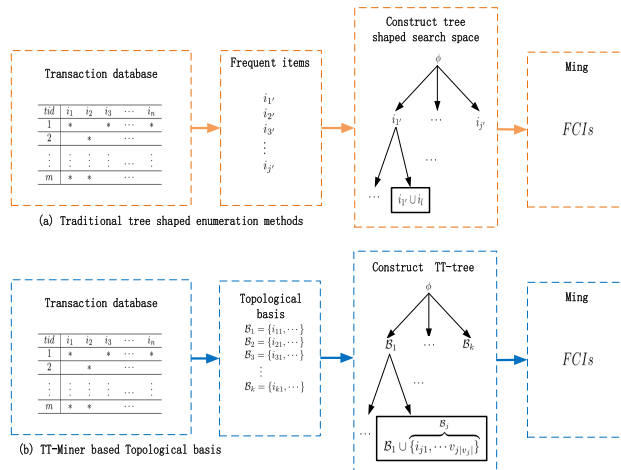 Transaction database
tid i1 i2 i3 ⋯ in
1 * * ⋯ *
2 * ⋯
⋮ ⋮ ⋮ ⋮ ⋯ ⋮
m * * ⋯
Frequent items
i1′
i2′
i3′
⋮
ij′
Construct tree
shaped search space
ϕ
i1′ ⋯ ij′
⋯
⋯ i1′ ∪ il
Ming
FCIs
(a) Traditional tree shaped enumeration methods
Transaction database
tid i1 i2 i3 ⋯ in
1 * * ⋯ *
2 * ⋯
⋮ ⋮ ⋮ ⋮ ⋯ ⋮
m * * ⋯
Topological
basis
B1 = {i11, ⋯}
B2 = {i21, ⋯}
B3 = {i31, ⋯}
⋮
Bk = {ik1, ⋯}
Construct TT-tree
ϕ
B1 ⋯ Bk
⋯
Bj
⋯ B1 ∪ {ij1, ⋯ vj|vj|}
Ming
FCIs
(b) TT-Miner based Topological basis